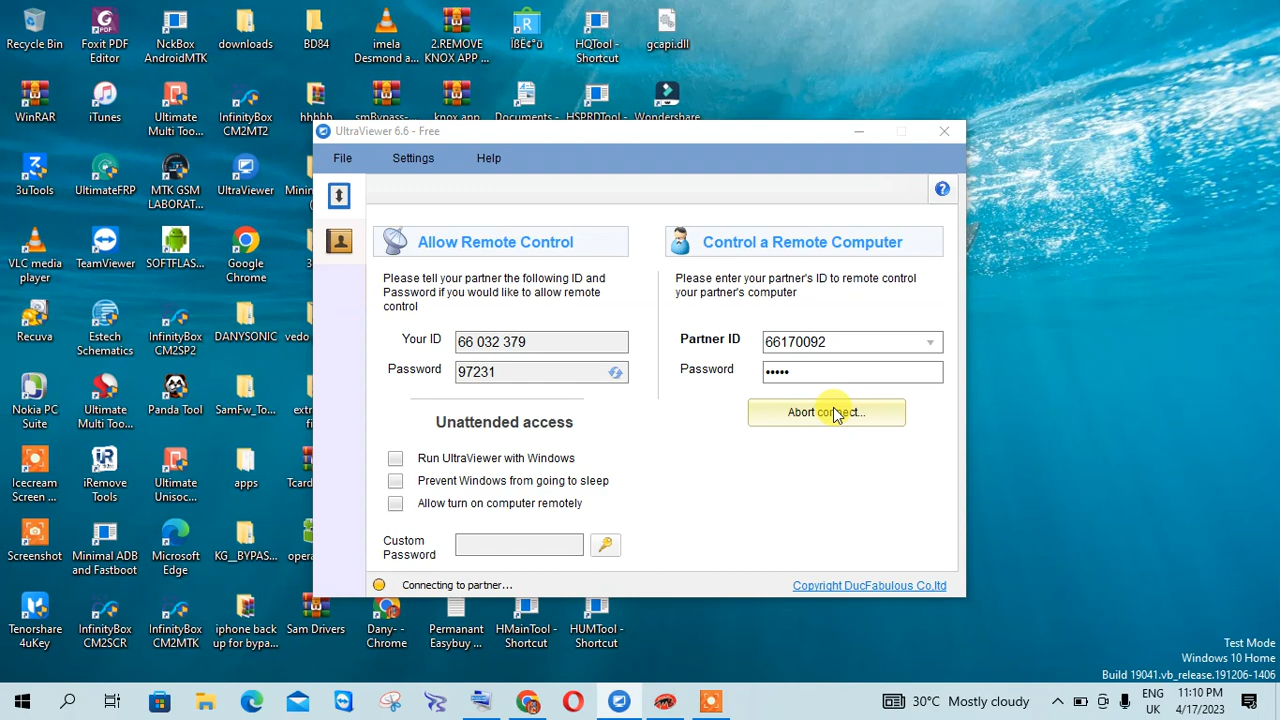 Recycle Bin
Foxit PDF
Editor
NckBox
AndroidMTK
downloads
BD84
imela
Desmond a...
2.REMOVE
KNOX APP ...
HQTool -
Shortcut
gcapi.dll
WinRAR
iTunes
Ultimate
Multi Too...
InfinityBox
CM2MT2
hhhhh
smBypass-
knox app
Documents -
HSPRDTool -
Wondershare
UltraViewer 6.6 - Free
File
Settings
Help
3uTools
UltimateFRP
MTK GSM
LABORAT...
UltraViewer
Allow Remote Control
Control a Remote Computer
VLC media
player
TeamViewer
SOFTFLAS...
Google
Chrome
Please tell your partner the following ID and
Password if you would like to allow remote
control
Please enter your partner's ID to remote control
your partner's computer
Your ID
66 032 379
Partner ID
66170092
Password
97231
Password
•••••
Abort connect...
Recuva
Estech
Schematics
InfinityBox
CM2SP2
DANYSONIC
vedo
Unattended access
Run UltraViewer with Windows
Prevent Windows from going to sleep
Allow turn on computer remotely
Custom
Password
Nokia PC
Suite
Ultimate
Multi Too...
Panda Tool
SamFw_To...
Icecream
Screen ...
iRemove
Tools
Ultimate
Unisoc...
apps
Tcard
Screenshot
Minimal ADB
and Fastboot
Microsoft
Edge
KG__BYPAS...
Connecting to partner...
Copyright DucFabulous Co,ltd
Tenorshare
4uKey
InfinityBox
CM2SCR
InfinityBox
CM2MTK
iphone back
up for bypa...
Sam Drivers
Dany- -
Chrome
Permanant
Easybuy ...
HMainTool -
Shortcut
HUMTool -
Shortcut
Test Mode
Windows 10 Home
Build 19041.vb_release.191206-1406
30°C Mostly cloudy
ENG
UK
11:10 PM
4/17/2023